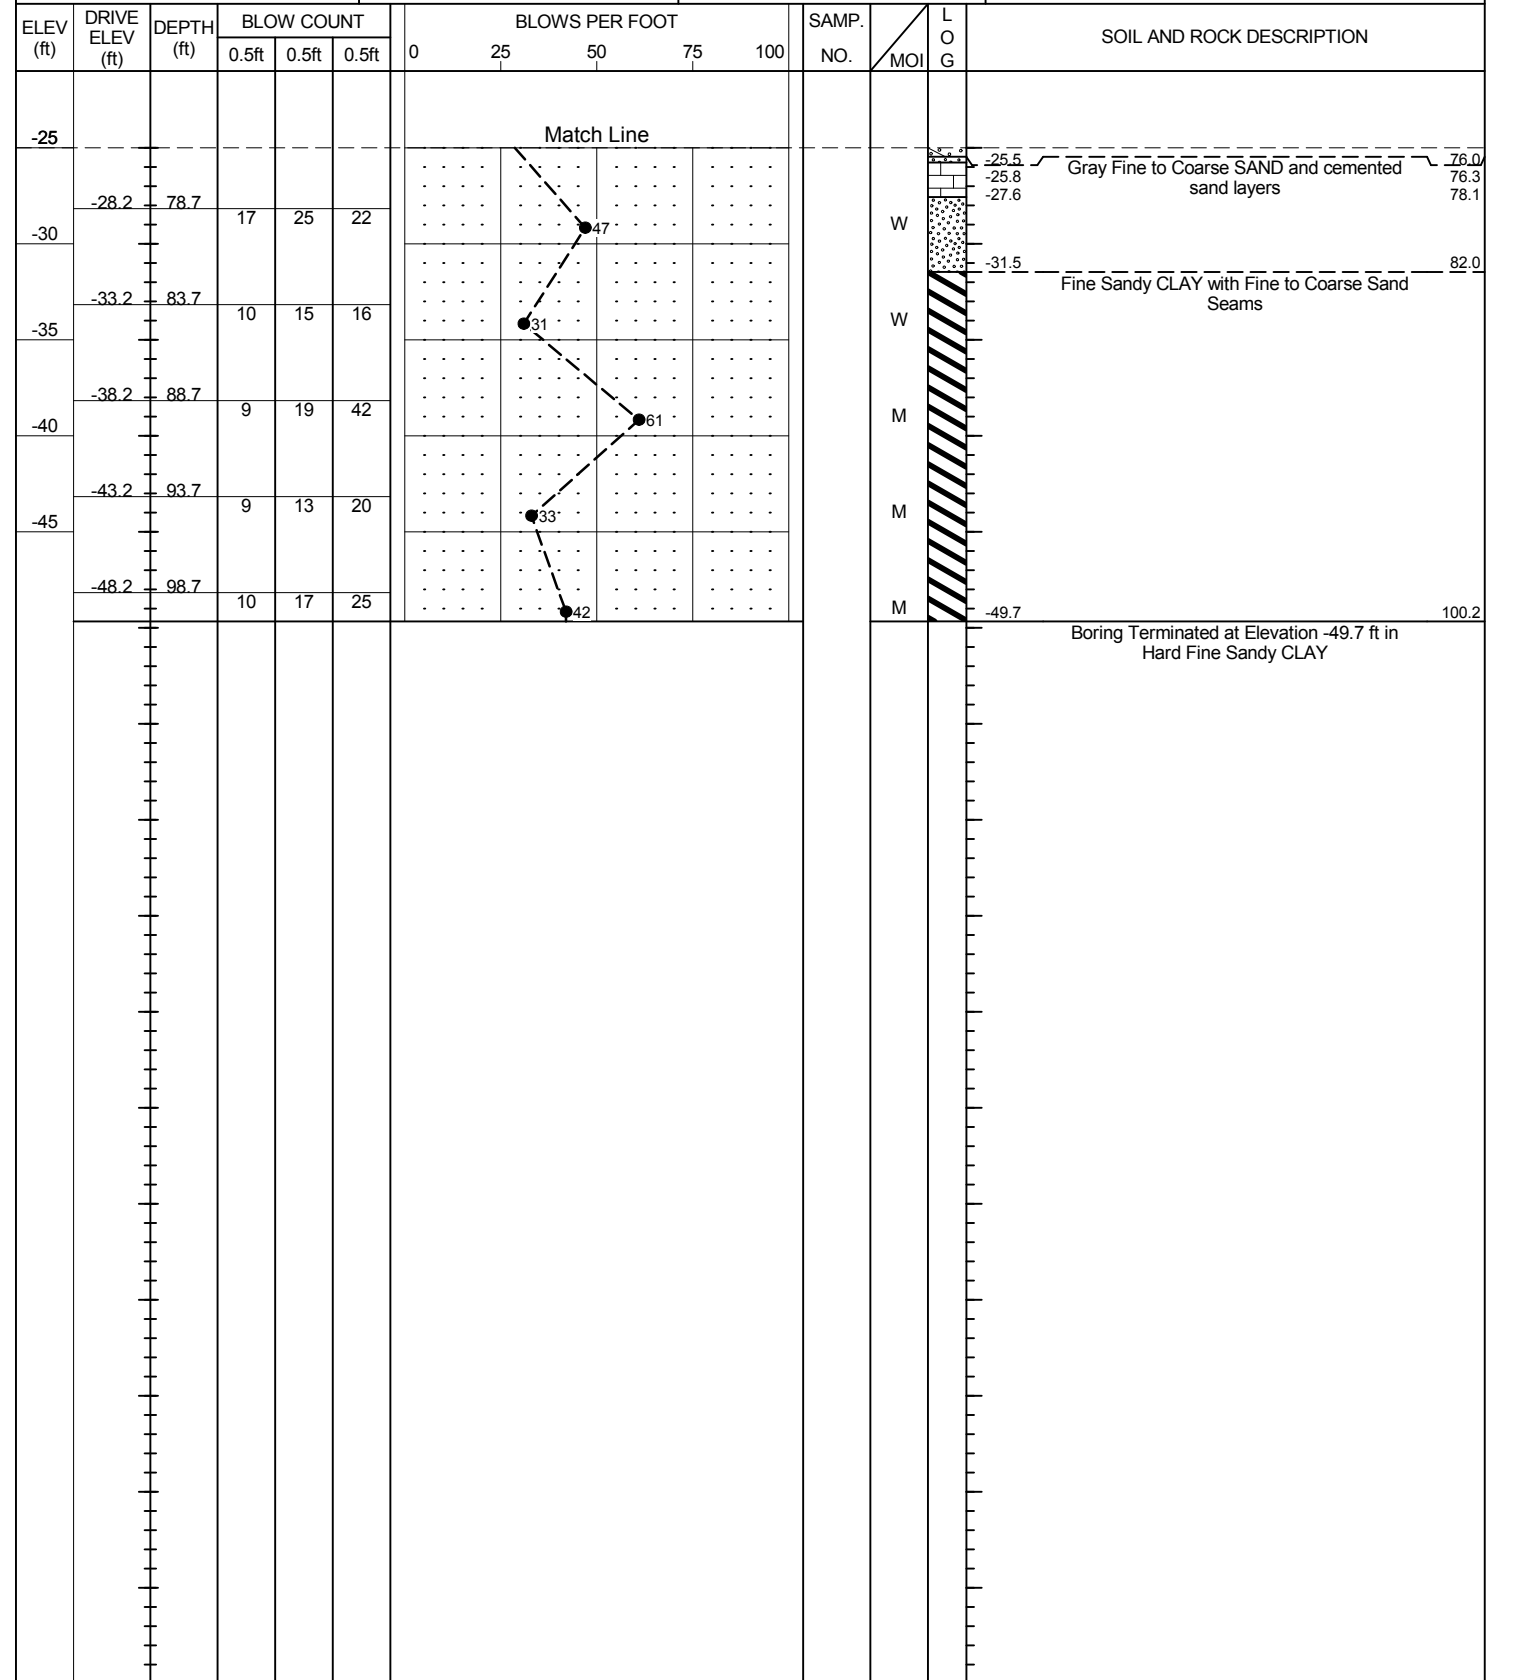 ELEV (ft) DRIVE ELEV (ft) DEPTH (ft) BLOW COUNT 0.5ft 0.5ft 0.5ft BLOWS PER FOOT 0 25 50 75 100 SAMP. NO. MOI L O G SOIL AND ROCK DESCRIPTION
Match Line
-25
-25.5 76.0
Gray Fine to Coarse SAND and cemented
-25.8 76.3
sand layers
-27.6 78.1
-28.2 78.7
17 25 22 47 W
-30
-31.5 82.0
Fine Sandy CLAY with Fine to Coarse Sand
Seams
-33.2 83.7
10 15 16 31 W
-35
-38.2 88.7
9 19 42 61 M
-40
-43.2 93.7
9 13 20 33 M
-45
-48.2 98.7
10 17 25 42 M
-49.7 100.2
Boring Terminated at Elevation -49.7 ft in
Hard Fine Sandy CLAY